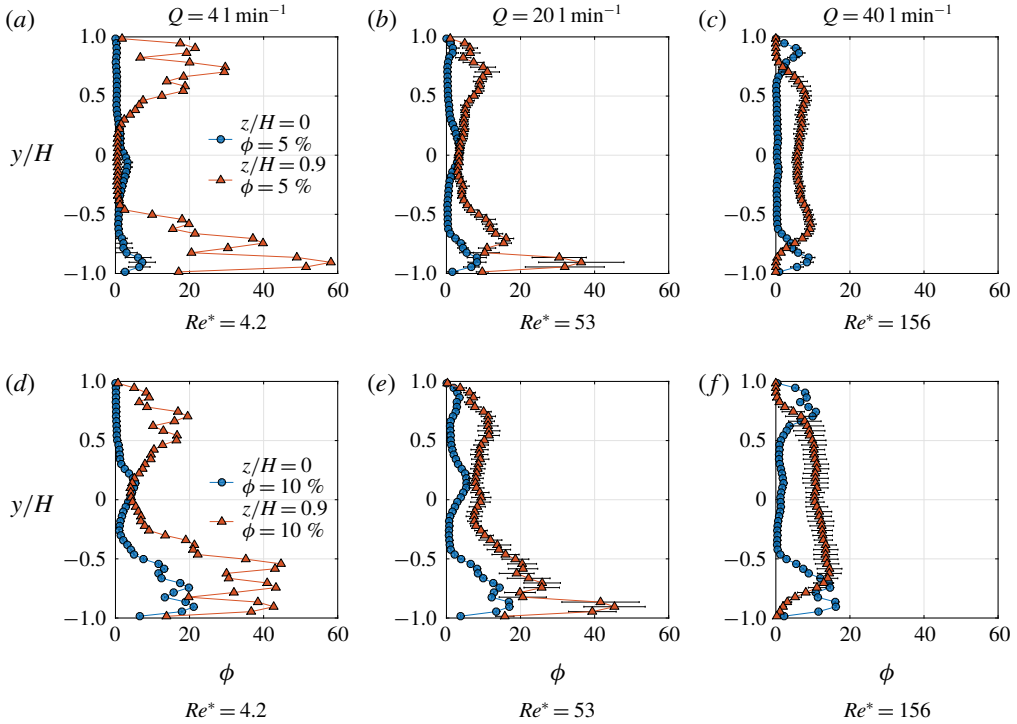 (a) Q = 4 l min⁻¹ (b) Q = 20 l min⁻¹ (c) Q = 40 l min⁻¹
1.0 1.0 1.0
0.5 0.5 0.5
z/H = 0
ϕ = 5 %
y/H 0 0 0
z/H = 0.9
ϕ = 5 %
−0.5 −0.5 −0.5
−1.0 −1.0 −1.0
0 20 40 60 0 20 40 60 0 20 40 60
Re* = 4.2 Re* = 53 Re* = 156
(d) (e) (f)
1.0 1.0 1.0
0.5 0.5 0.5
z/H = 0
ϕ = 10 %
y/H 0 0 0
z/H = 0.9
ϕ = 10 %
−0.5 −0.5 −0.5
−1.0 −1.0 −1.0
0 20 40 60 0 20 40 60 0 20 40 60
ϕ ϕ ϕ
Re* = 4.2 Re* = 53 Re* = 156